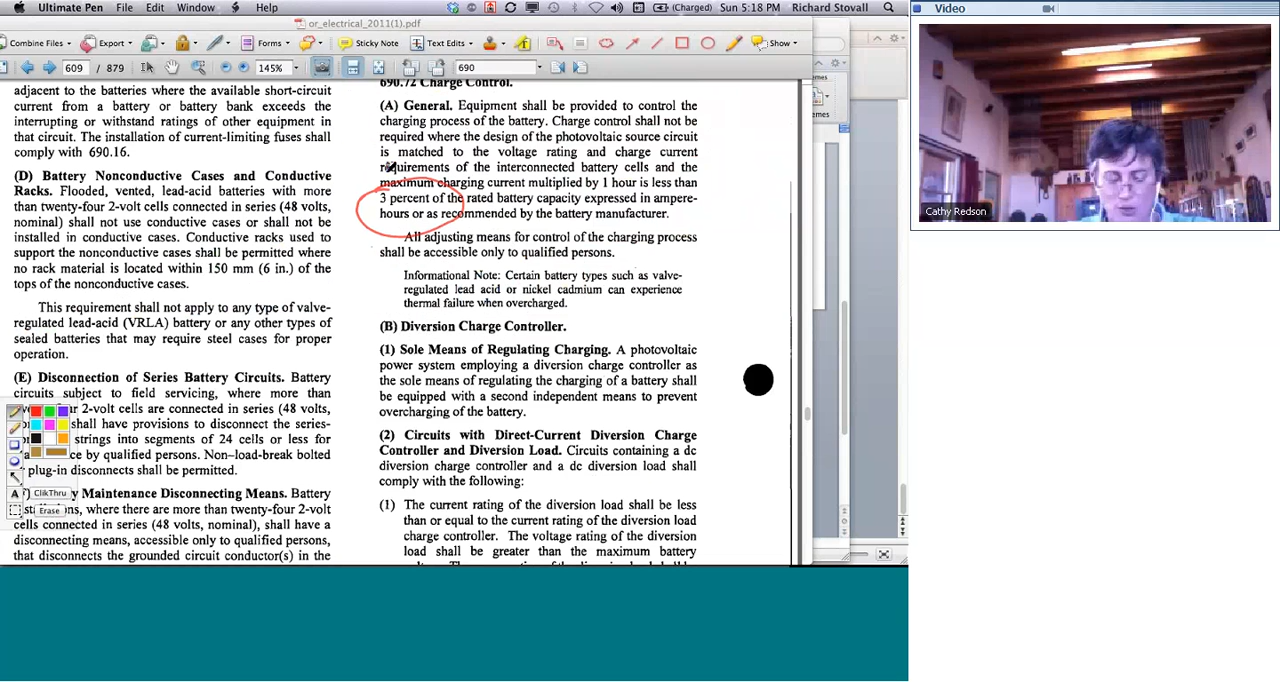 Ultimate Pen File Edit Window Help (Charged) Sun 5:18 PM Richard Stovall
or_electrical_2011(1).pdf
Combine Files Export Forms Sticky Note Text Edits Show
609 / 879 145% 690
adjacent to the batteries where the available short-circuit
current from a battery or battery bank exceeds the
interrupting or withstand ratings of other equipment in
that circuit. The installation of current-limiting fuses shall
comply with 690.16.
(D) Battery Nonconductive Cases and Conductive
Racks. Flooded, vented, lead-acid batteries with more
than twenty-four 2-volt cells connected in series (48 volts,
nominal) shall not use conductive cases or shall not be
installed in conductive cases. Conductive racks used to
support the nonconductive cases shall be permitted where
no rack material is located within 150 mm (6 in.) of the
tops of the nonconductive cases.
This requirement shall not apply to any type of valve-
regulated lead-acid (VRLA) battery or any other types of
sealed batteries that may require steel cases for proper
operation.
(E) Disconnection of Series Battery Circuits. Battery
circuits subject to field servicing, where more than
2-volt cells are connected in series (48 volts,
shall have provisions to disconnect the series-
strings into segments of 24 cells or less for
by qualified persons. Non–load-break bolted
plug-in disconnects shall be permitted.
Maintenance Disconnecting Means. Battery
where there are more than twenty-four 2-volt
cells connected in series (48 volts, nominal), shall have a
disconnecting means, accessible only to qualified persons,
that disconnects the grounded circuit conductor(s) in the
A ClikThru
Erase
690.72 Charge Control.
(A) General. Equipment shall be provided to control the
charging process of the battery. Charge control shall not be
required where the design of the photovoltaic source circuit
is matched to the voltage rating and charge current
requirements of the interconnected battery cells and the
maximum charging current multiplied by 1 hour is less than
3 percent of the rated battery capacity expressed in ampere-
hours or as recommended by the battery manufacturer.
All adjusting means for control of the charging process
shall be accessible only to qualified persons.
Informational Note: Certain battery types such as valve-
regulated lead acid or nickel cadmium can experience
thermal failure when overcharged.
(B) Diversion Charge Controller.
(1) Sole Means of Regulating Charging. A photovoltaic
power system employing a diversion charge controller as
the sole means of regulating the charging of a battery shall
be equipped with a second independent means to prevent
overcharging of the battery.
(2) Circuits with Direct-Current Diversion Charge
Controller and Diversion Load. Circuits containing a dc
diversion charge controller and a dc diversion load shall
comply with the following:
(1) The current rating of the diversion load shall be less
than or equal to the current rating of the diversion load
charge controller. The voltage rating of the diversion
load shall be greater than the maximum battery
Video
Cathy Redson